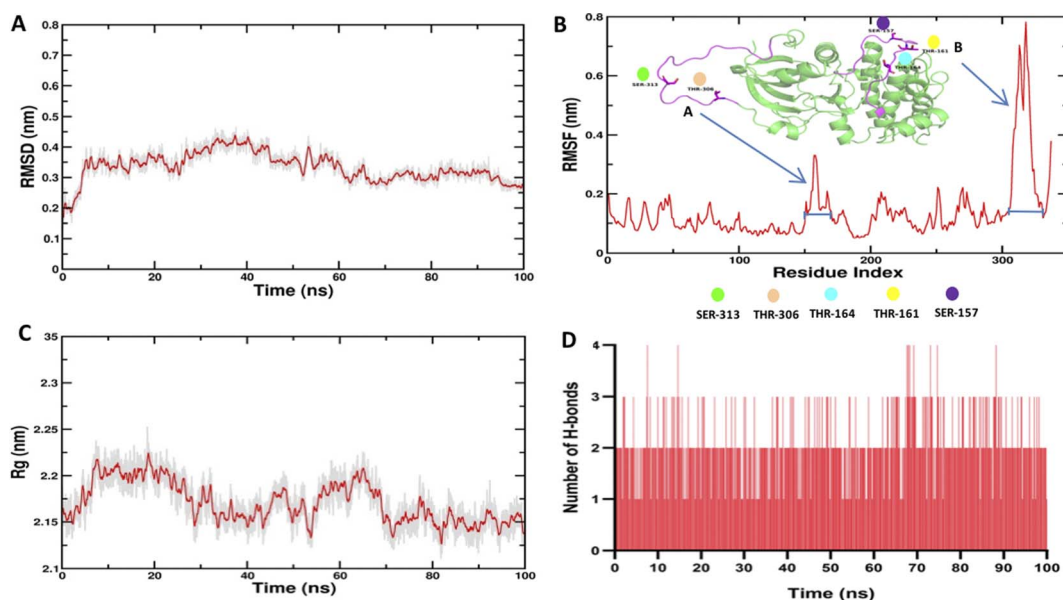 A
0.8
0.7
0.6
0.5
0.4
0.3
0.2
0.1
0
RMSD (nm)
0 20 40 60 80 100
Time (ns)
B
0.8
0.6
0.4
0.2
0
RMSF (nm)
SER-157
THR-161
THR-164
SER-313
THR-306
A
B
0 100 200 300
Residue Index
SER-313 THR-306 THR-164 THR-161 SER-157
C
35
2.3
2.25
2.2
2.15
2.1
Rg (nm)
0 20 40 60 80 100
Time (ns)
D
4
3
2
1
0
Number of H-bonds
0 10 20 30 40 50 60 70 80 90 100
Time (ns)